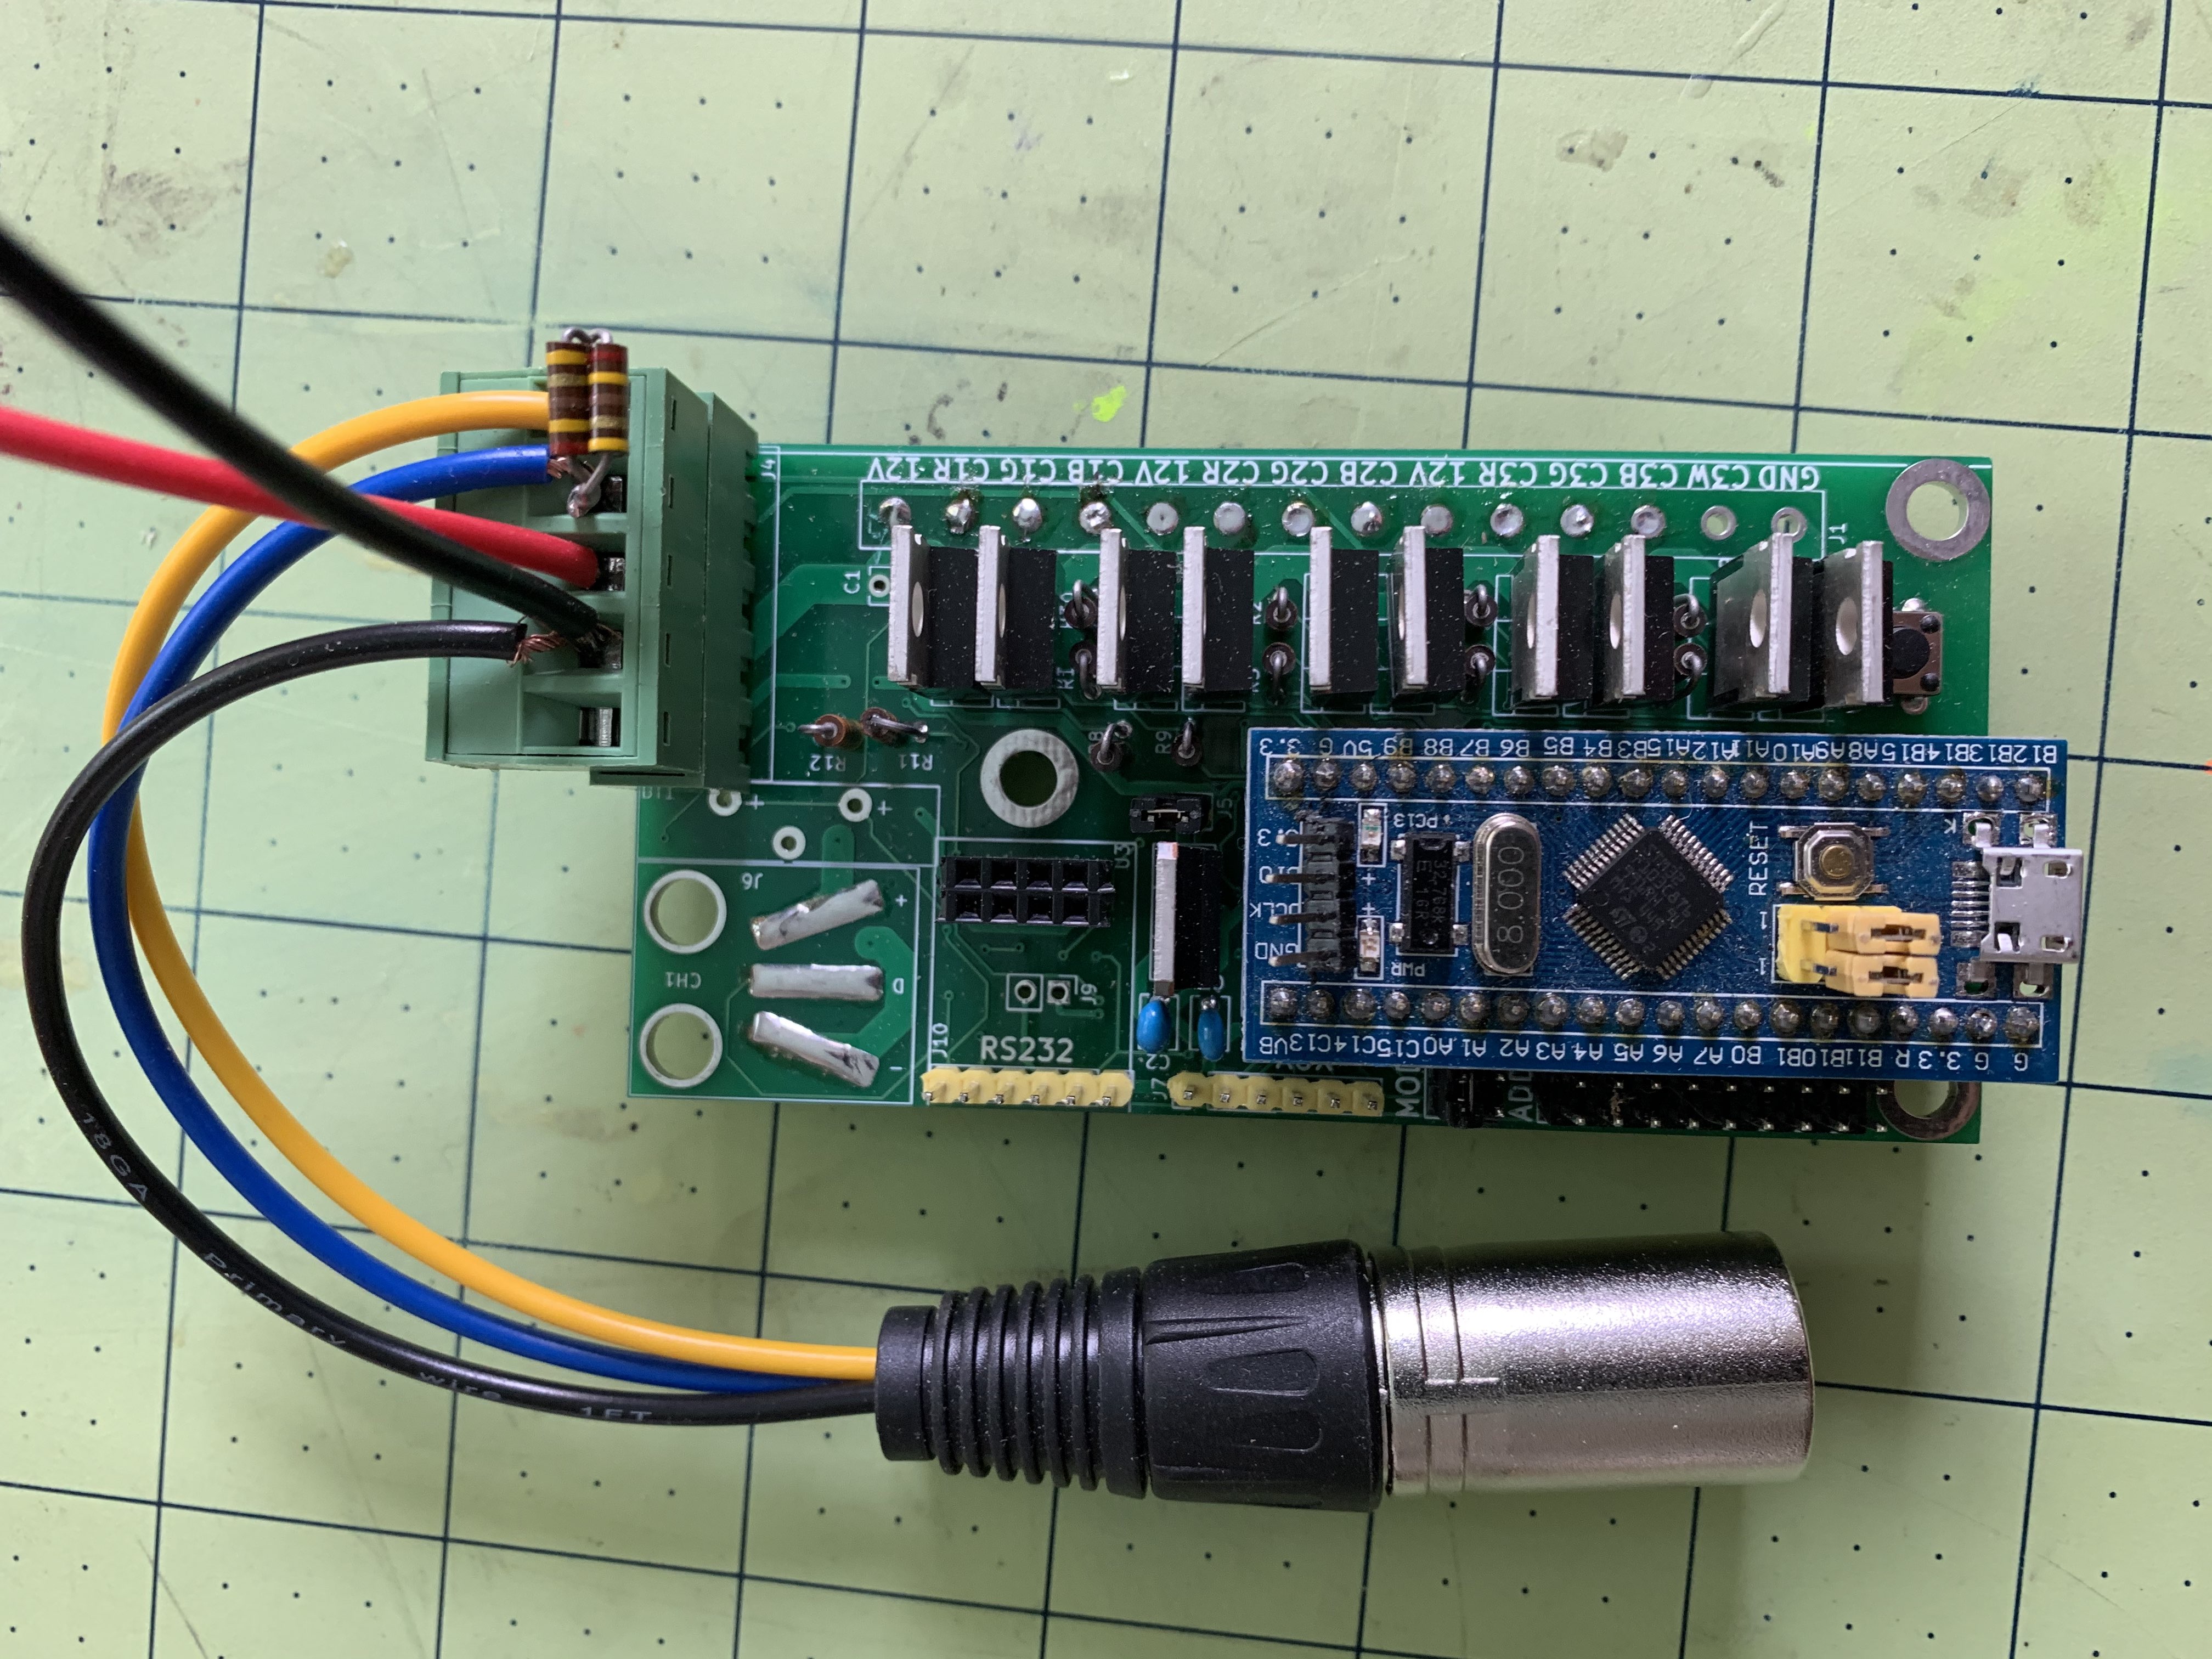 12V C1R C1G C1B 12V C2R C2G C2B 12V C3R C3G C3B C3W GND
J4
J1
C1
R2
R12
R11
R8
R9
J5
U3
J6
+
D
-
CH1
J9
J10
RS232
C2
J7
3.3 G 5V B9 B8 B7 B6 B5 B4 B3 A15 A12 A11 A10 A9 A8 B15 B14 B13 B12
3.3
GND
PC13
PWR
8.000
RESET
VB C13 C14 C15 A0 A1 A2 A3 A4 A5 A6 A7 B0 B1 B10 B11 R 3.3 G G
18GA
primary
wire
1FT